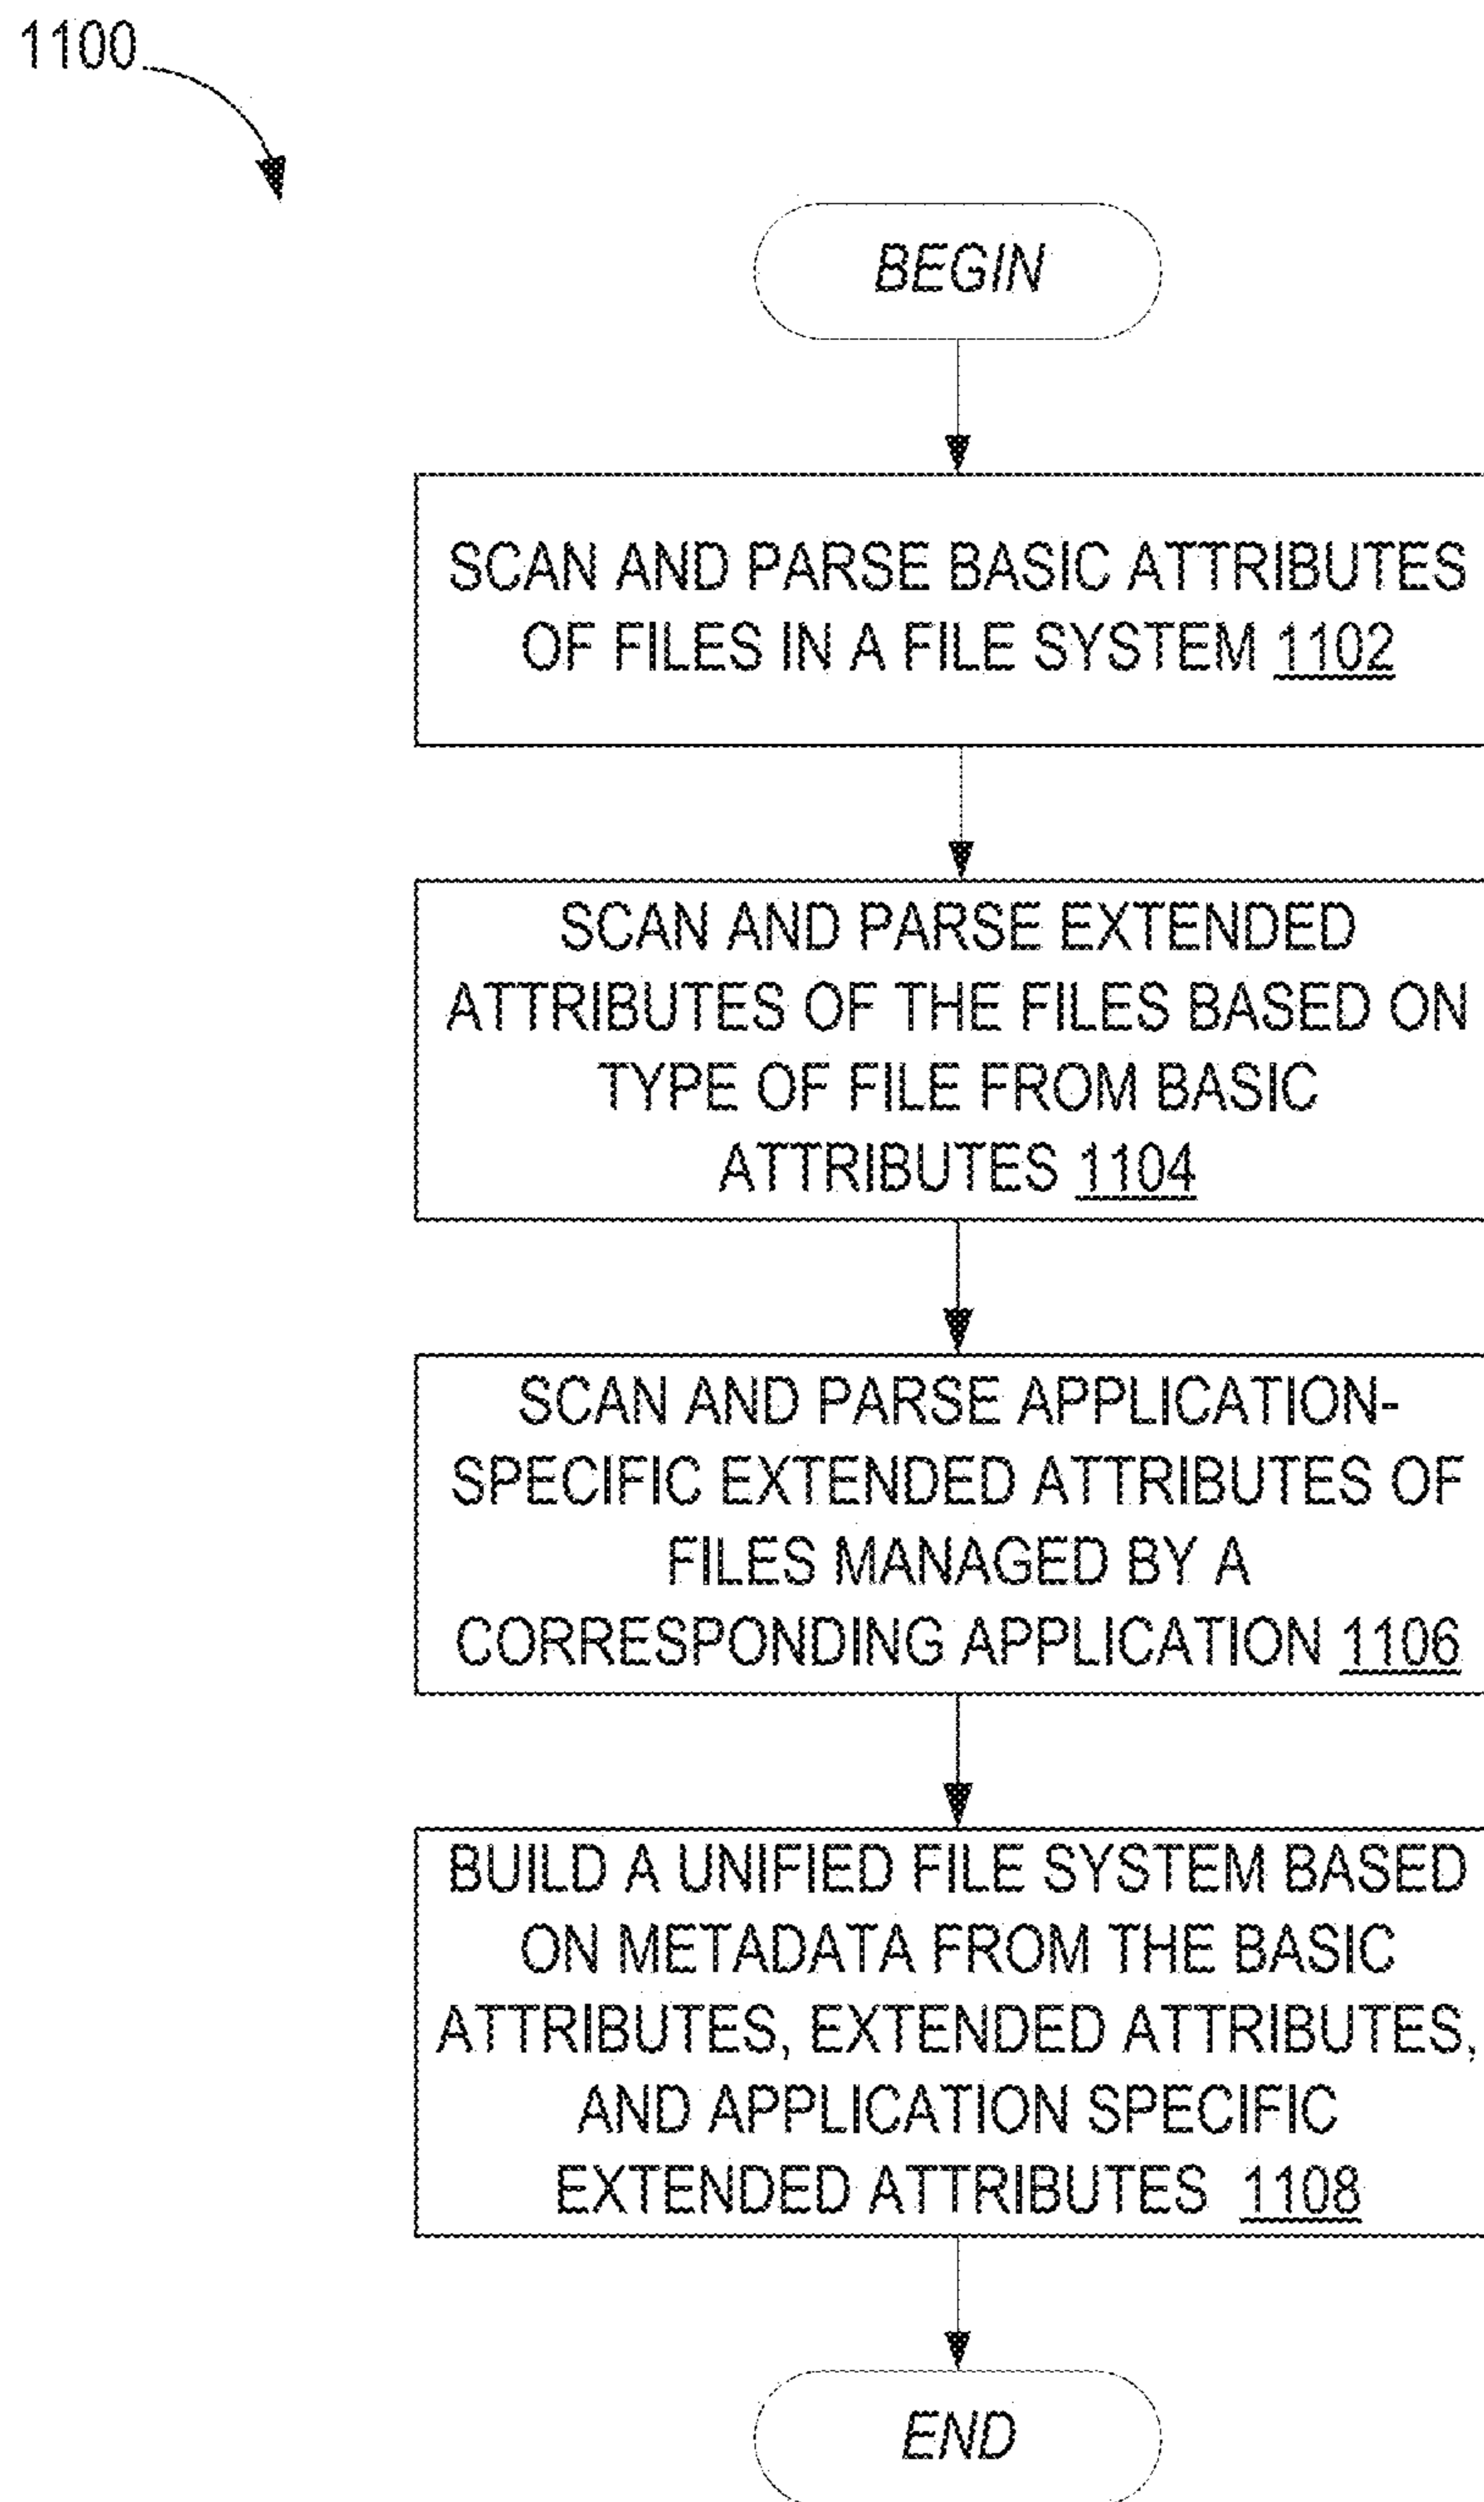 1100
BEGIN
SCAN AND PARSE BASIC ATTRIBUTES
OF FILES IN A FILE SYSTEM 1102
SCAN AND PARSE EXTENDED
ATTRIBUTES OF THE FILES BASED ON
TYPE OF FILE FROM BASIC
ATTRIBUTES 1104
SCAN AND PARSE APPLICATION-
SPECIFIC EXTENDED ATTRIBUTES OF
FILES MANAGED BY A
CORRESPONDING APPLICATION 1106
BUILD A UNIFIED FILE SYSTEM BASED
ON METADATA FROM THE BASIC
ATTRIBUTES, EXTENDED ATTRIBUTES,
AND APPLICATION SPECIFIC
EXTENDED ATTRIBUTES 1108
END